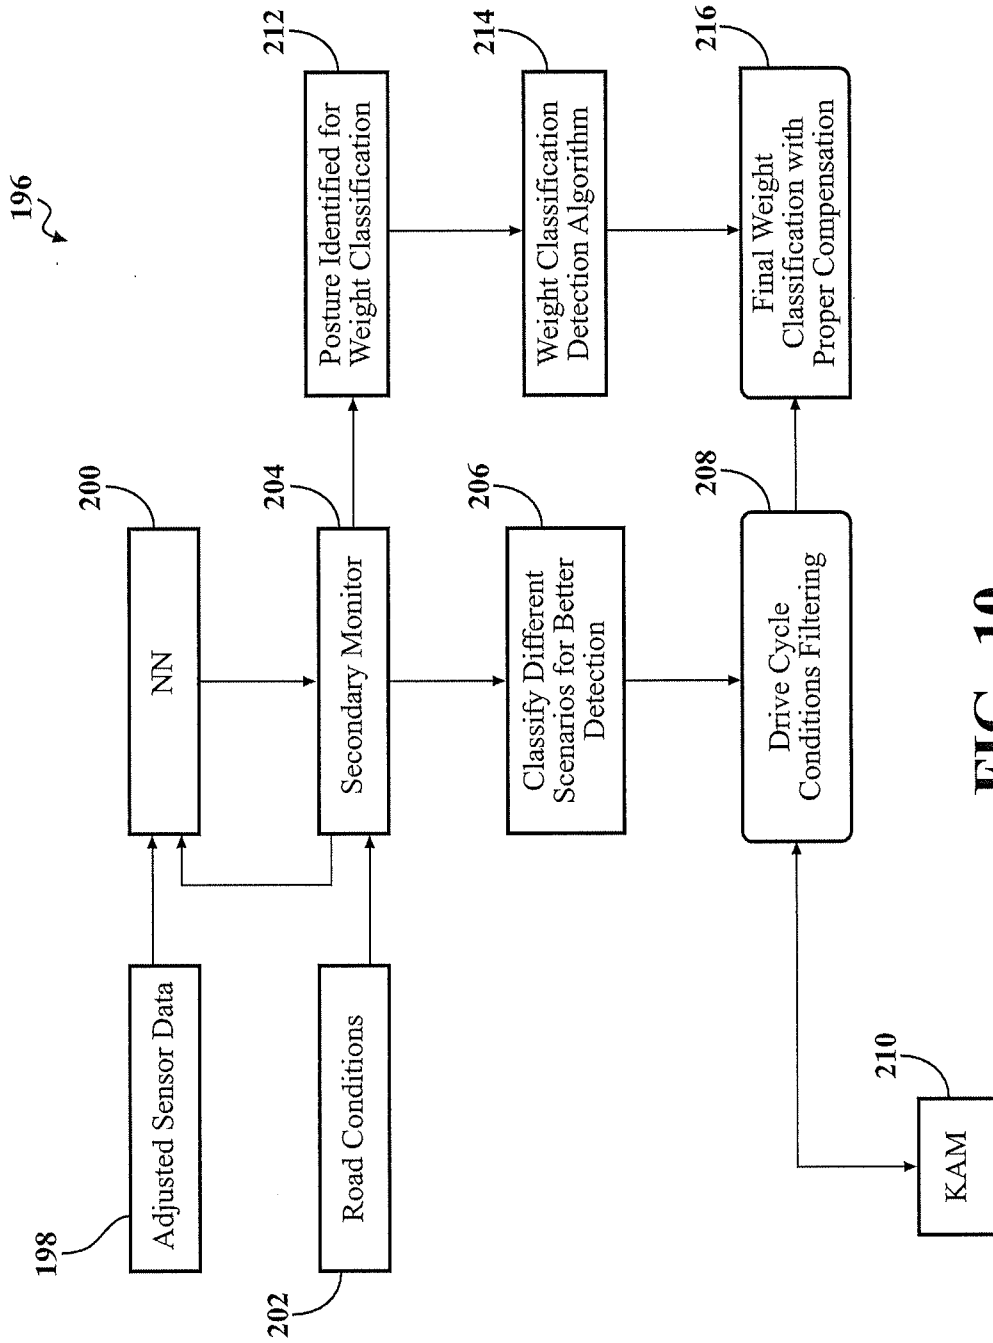 196
198
Adjusted Sensor Data
200
NN
202
Road Conditions
204
Secondary Monitor
212
Posture Identified for
Weight Classification
206
Classify Different
Scenarios for Better
Detection
214
Weight Classification
Detection Algorithm
208
Drive Cycle
Conditions Filtering
216
Final Weight
Classification with
Proper Compensation
210
KAM
FIG